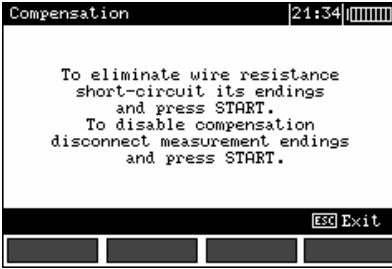 Compensation 21:34
To eliminate wire resistance
short-circuit its endings
and press START.
To disable compensation
disconnect measurement endings
and press START.
ESC Exit